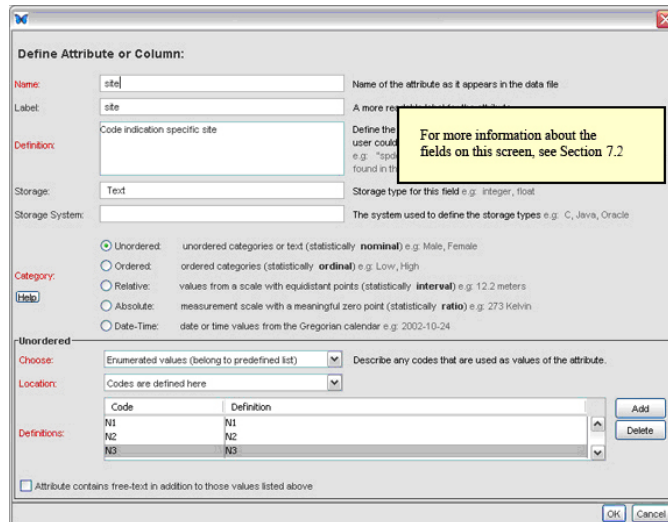 Define Attribute or Column:
Name: site Name of the attribute as it appears in the data file
Label: site A more
Definition: Code indication specific site Define the
user could
e.g: "spd
found in th
For more information about the
fields on this screen, see Section 7.2
Storage: Text Storage type for this field e.g: integer, float
Storage System: The system used to define the storage types e.g: C, Java, Oracle
Category:
Help
Unordered: unordered categories or text (statistically nominal) e.g: Male, Female
Ordered: ordered categories (statistically ordinal) e.g: Low, High
Relative: values from a scale with equidistant points (statistically interval) e.g: 12.2 meters
Absolute: measurement scale with a meaningful zero point (statistically ratio) e.g: 273 Kelvin
Date-Time: date or time values from the Gregorian calendar e.g: 2002-10-24
Unordered
Choose: Enumerated values (belong to predefined list) Describe any codes that are used as values of the attribute.
Location: Codes are defined here
Definitions:
Code Definition
N1 N1
N2 N2
N3 N3
Add
Delete
Attribute contains free-text in addition to those values listed above
OK Cancel